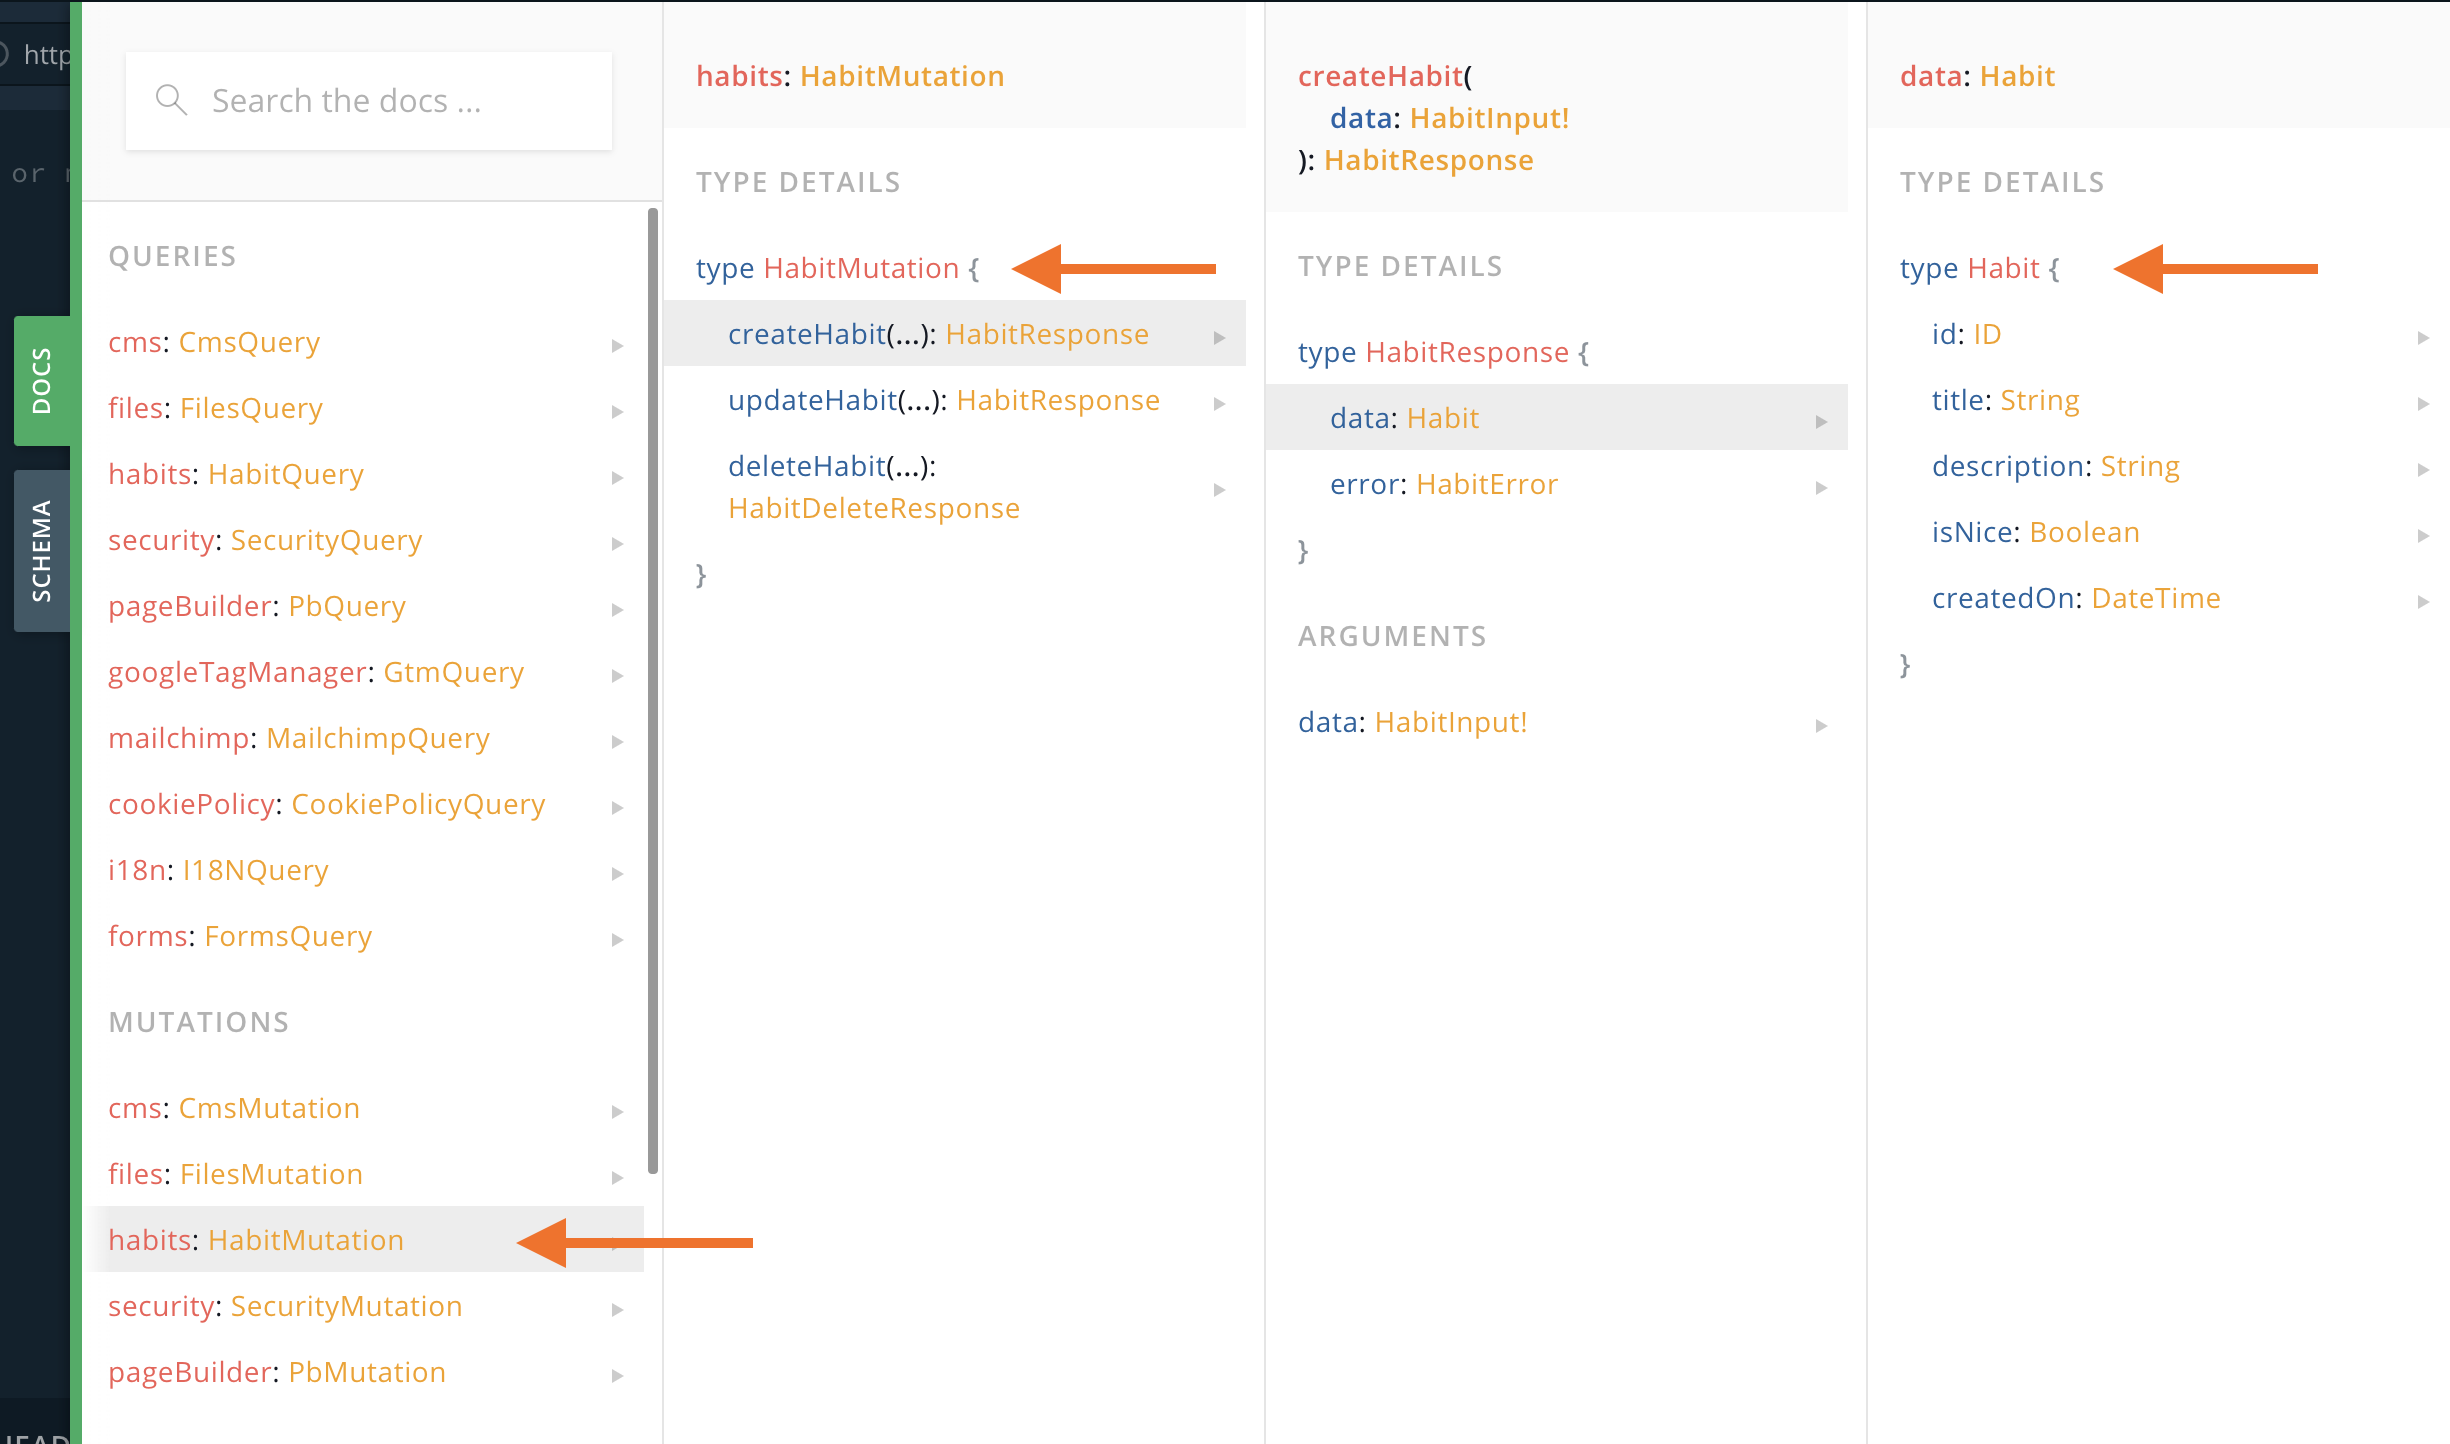 http
or
DOCS
SCHEMA
Search the docs ...
QUERIES
cms: CmsQuery
files: FilesQuery
habits: HabitQuery
security: SecurityQuery
pageBuilder: PbQuery
googleTagManager: GtmQuery
mailchimp: MailchimpQuery
cookiePolicy: CookiePolicyQuery
i18n: I18NQuery
forms: FormsQuery
MUTATIONS
cms: CmsMutation
files: FilesMutation
habits: HabitMutation
security: SecurityMutation
pageBuilder: PbMutation
habits: HabitMutation
TYPE DETAILS
type HabitMutation {
createHabit(...): HabitResponse
updateHabit(...): HabitResponse
deleteHabit(...):
HabitDeleteResponse
}
createHabit(
data: HabitInput!
): HabitResponse
TYPE DETAILS
type HabitResponse {
data: Habit
error: HabitError
}
ARGUMENTS
data: HabitInput!
data: Habit
TYPE DETAILS
type Habit {
id: ID
title: String
description: String
isNice: Boolean
createdOn: DateTime
}